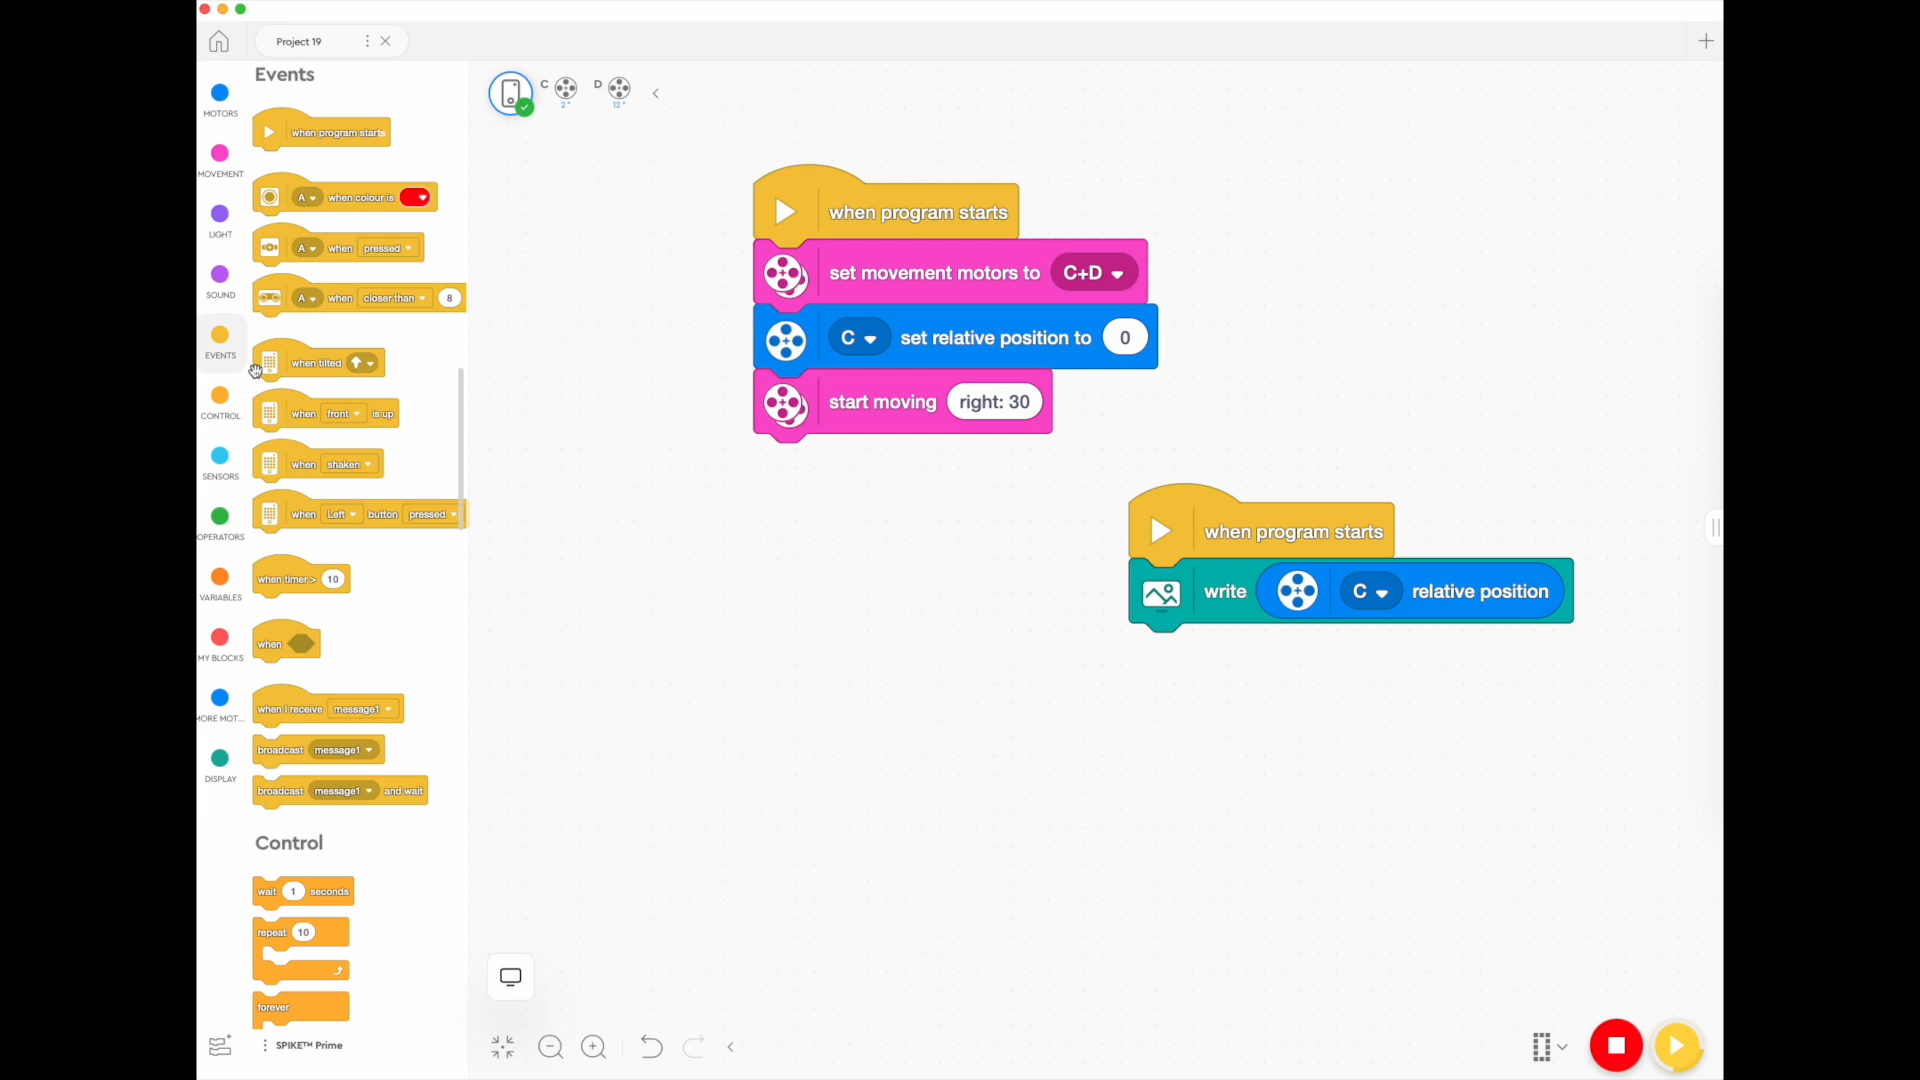 Project 19
Events
MOTORS
MOVEMENT
LIGHT
SOUND
EVENTS
CONTROL
SENSORS
OPERATORS
VARIABLES
MY BLOCKS
MORE MOT...
DISPLAY
when program starts
A when colour is
A when pressed
A when closer than 8
when tilted
when front is up
when shaken
when Left button pressed
when timer > 10
when
when I receive message1
broadcast message1
broadcast message1 and wait
Control
wait 1 seconds
repeat 10
forever
SPIKE™ Prime
C
2°
D
12°
when program starts
set movement motors to C+D
C set relative position to 0
start moving right: 30
when program starts
write C relative position